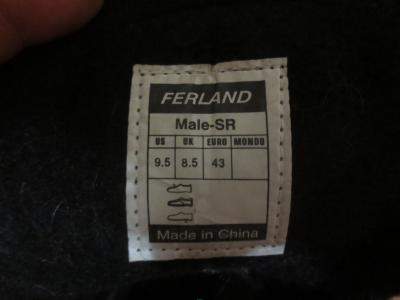 FERLAND
Male-SR
US UK EURO MONDO
9.5 8.5 43
Made in China